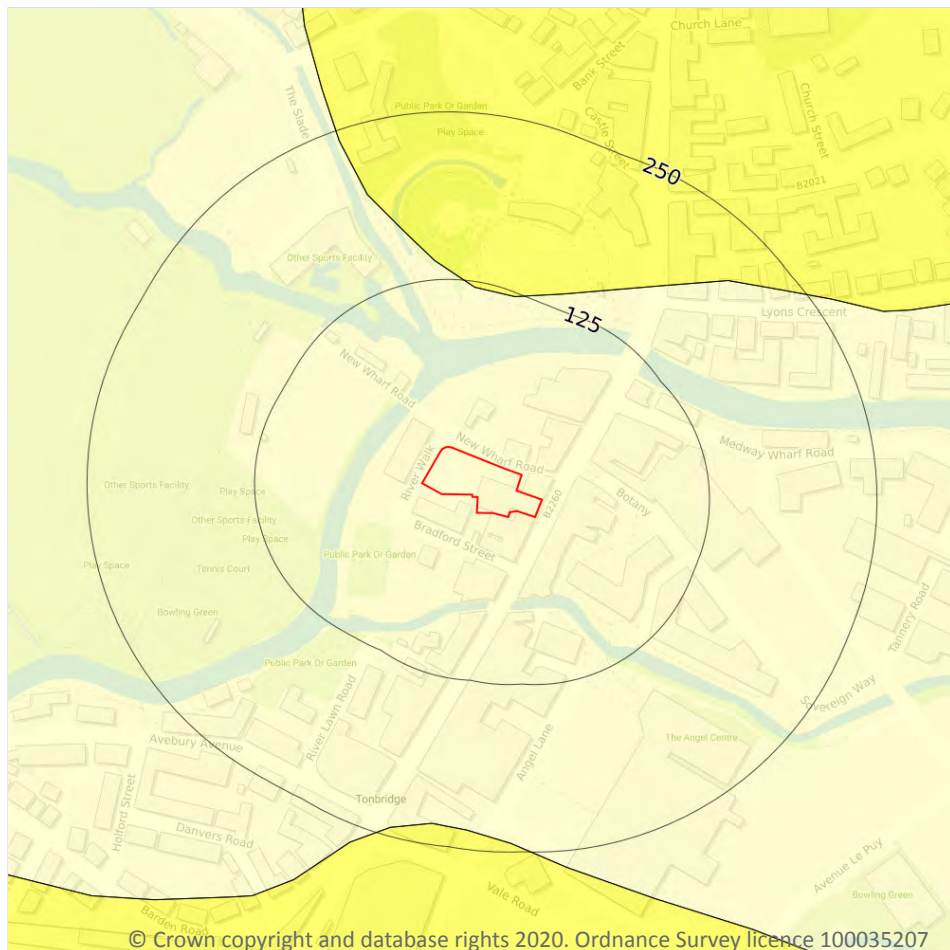 Church Lane
Bank Street
The Slade
Public Park Or Garden
Play Space
Castle Street
Church Street
250
B2021
Other Sports Facility
125
Lyons Crescent
New Wharf Road
Medway Wharf Road
New Wharf Road
River Walk
Other Sports Facility
Play Space
B2260
Botany
Other Sports Facility
Bradford Street
Play Space
Public Park Or Garden
Play Space
Tennis Court
Bowling Green
Tannery Road
Public Park Or Garden
River Lawn Road
Sovereign Way
Avebury Avenue
Angel Lane
The Angel Centre
Tonbridge
Holford Street
Danvers Road
Avenue Le Puy
Vale Road
Bowling Green
Barden Road
© Crown copyright and database rights 2020. Ordnance Survey licence 100035207